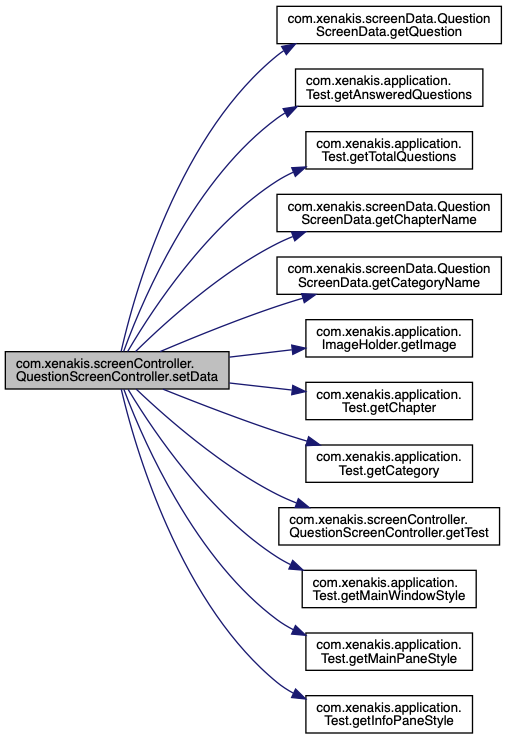 com.xenakis.screenData.Question
ScreenData.getQuestion
com.xenakis.application.
Test.getAnsweredQuestions
com.xenakis.application.
Test.getTotalQuestions
com.xenakis.screenData.Question
ScreenData.getChapterName
com.xenakis.screenData.Question
ScreenData.getCategoryName
com.xenakis.application.
ImageHolder.getImage
com.xenakis.screenController.
QuestionScreenController.setData
com.xenakis.application.
Test.getChapter
com.xenakis.application.
Test.getCategory
com.xenakis.screenController.
QuestionScreenController.getTest
com.xenakis.application.
Test.getMainWindowStyle
com.xenakis.application.
Test.getMainPaneStyle
com.xenakis.application.
Test.getInfoPaneStyle